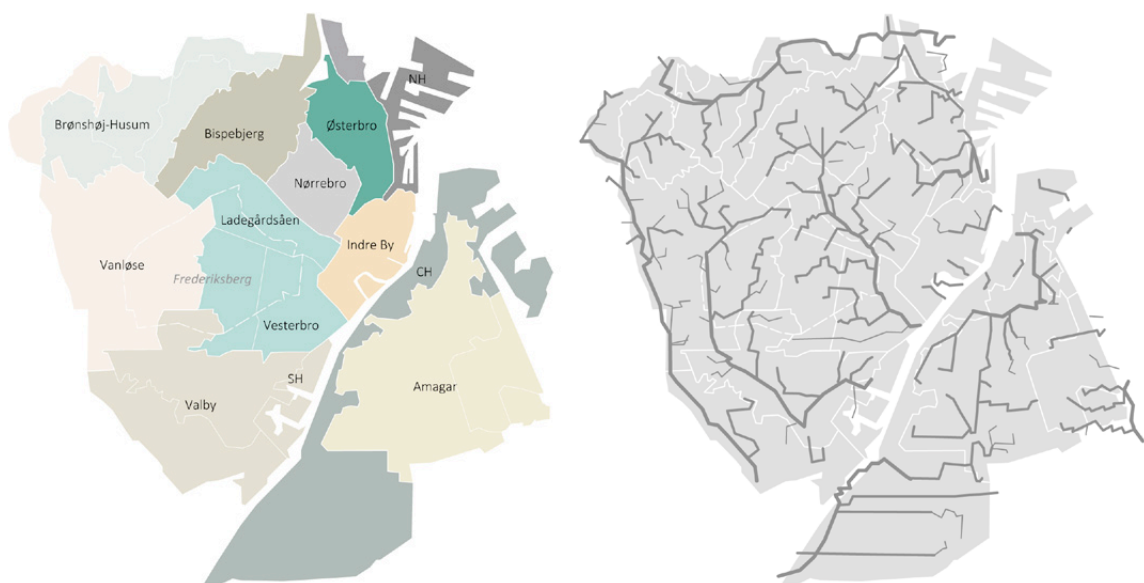 NH
Brønshøj-Husum
Bispebjerg
Østerbro
Nørrebro
Ladegårdsåen
Indre By
Vanløse
Frederiksberg
CH
Vesterbro
SH
Amagar
Valby